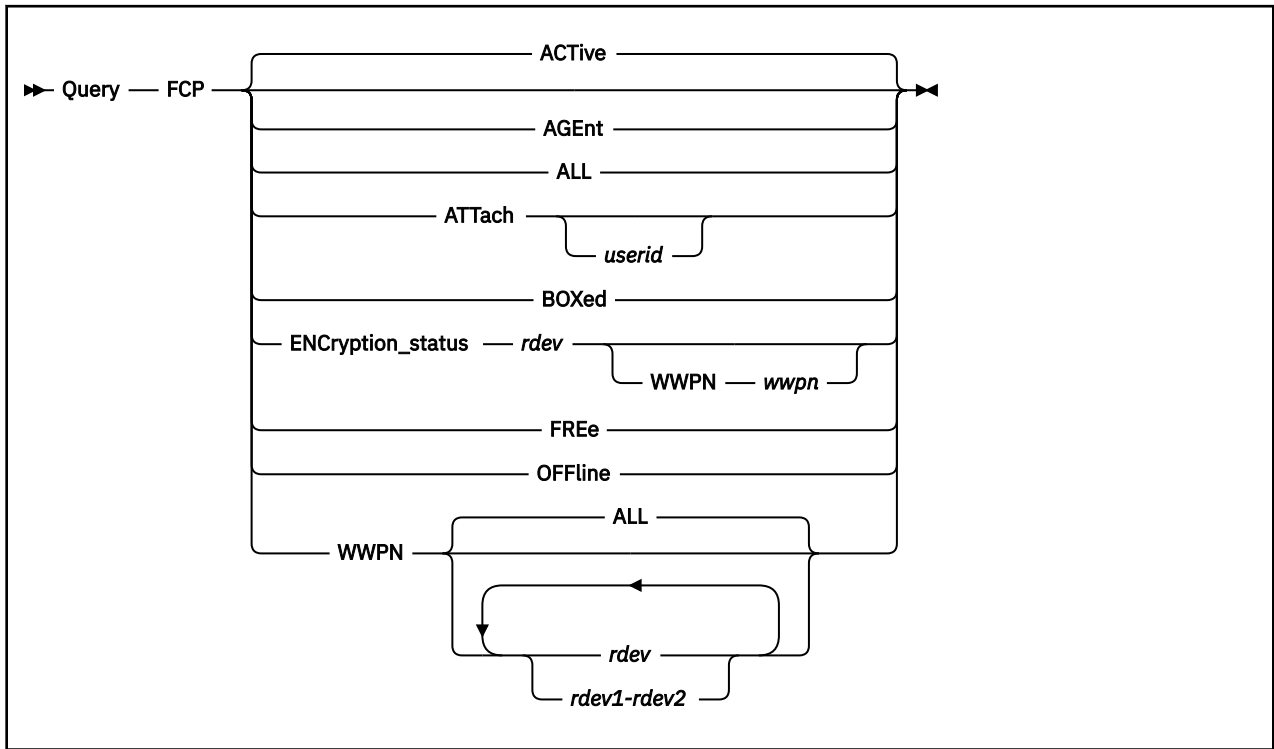 ACTive
Query FCP
AGEnt
ALL
ATTach
userid
BOXed
ENCryption_status rdev
WWPN wwpn
FREe
OFFline
ALL
WWPN
rdev
rdev1-rdev2